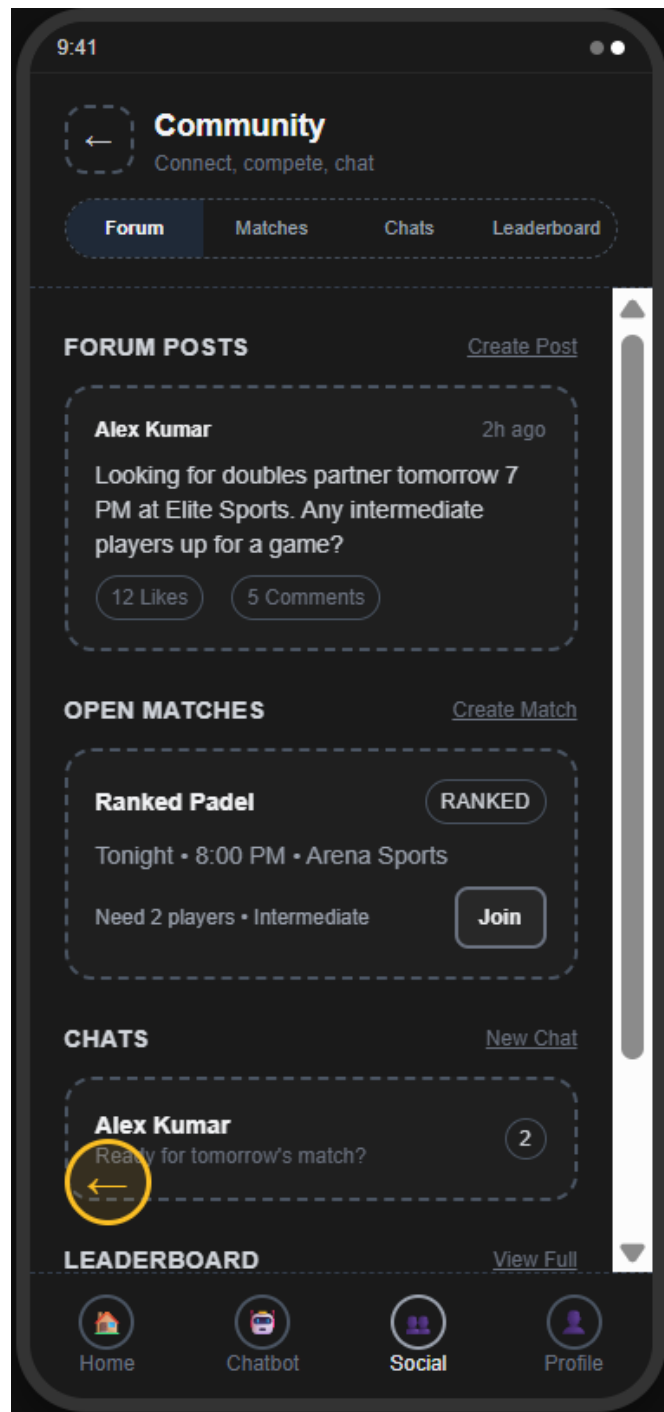 9:41
←
Community
Connect, compete, chat
Forum Matches Chats Leaderboard
FORUM POSTS Create Post
Alex Kumar 2h ago
Looking for doubles partner tomorrow 7
PM at Elite Sports. Any intermediate
players up for a game?
12 Likes 5 Comments
OPEN MATCHES Create Match
Ranked Padel RANKED
Tonight • 8:00 PM • Arena Sports
Need 2 players • Intermediate Join
CHATS New Chat
Alex Kumar 2
Ready for tomorrow's match?
←
LEADERBOARD View Full
Home Chatbot Social Profile